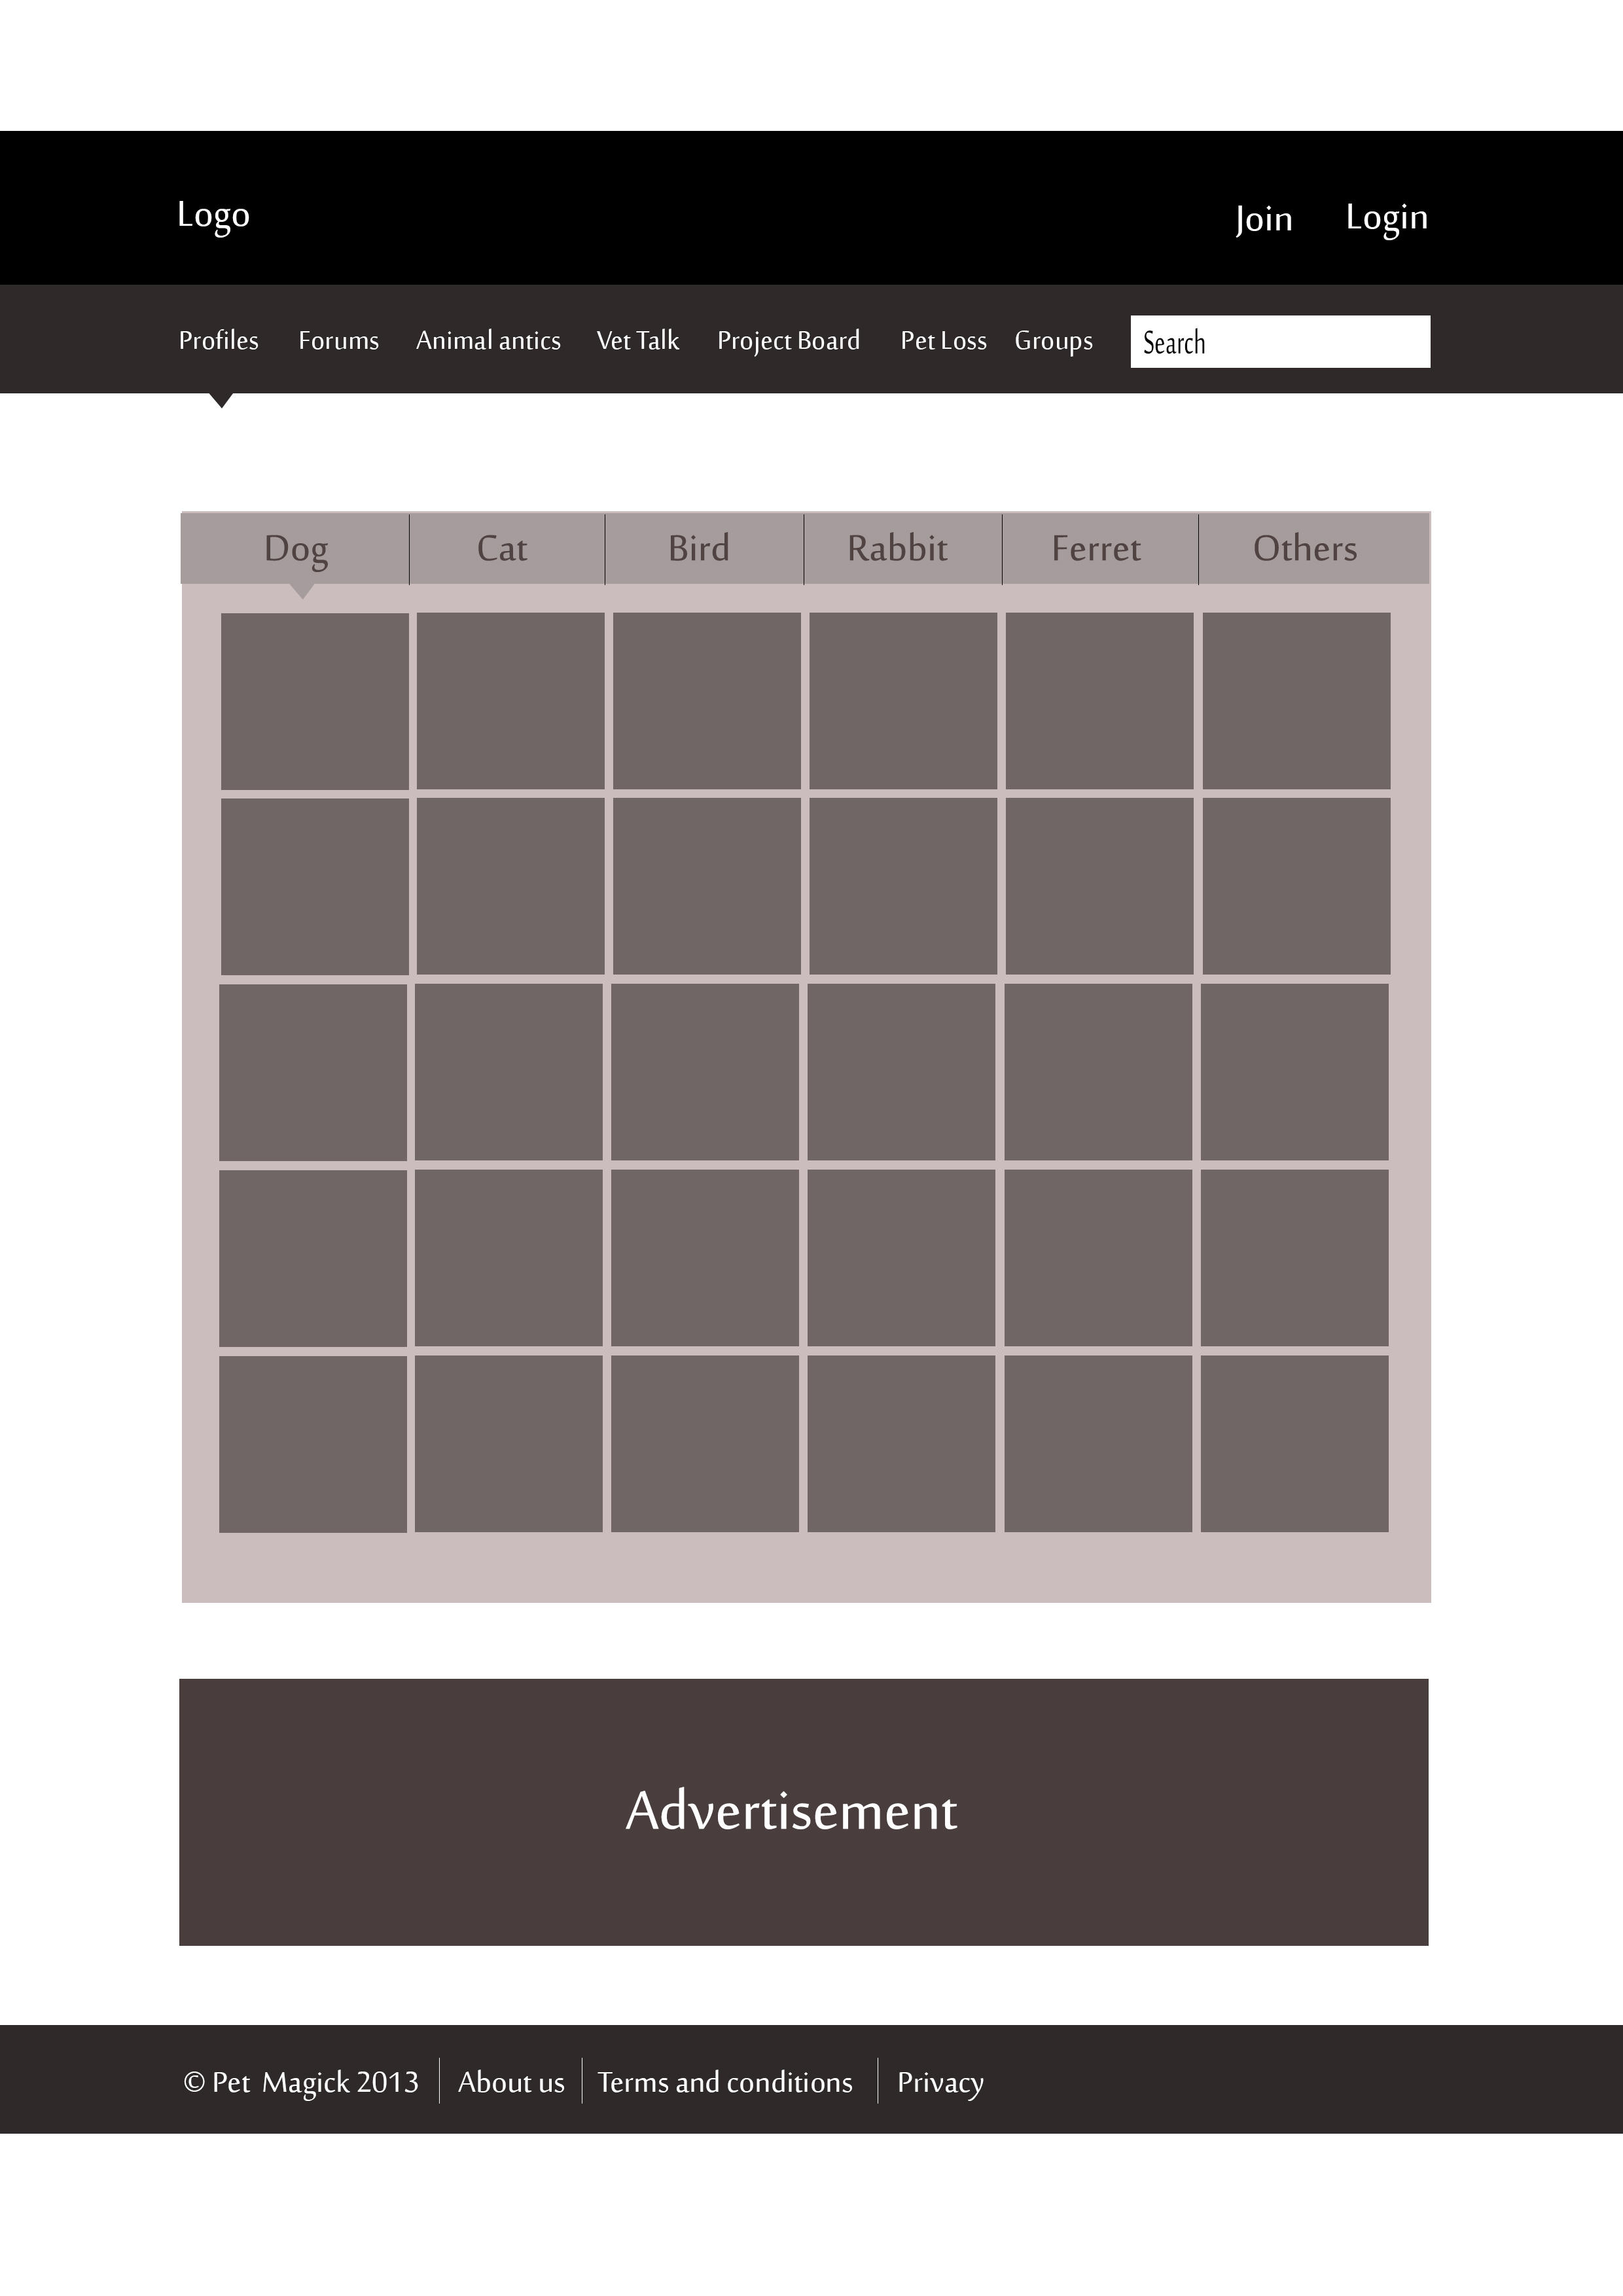 Logo
Join Login
Profiles Forums Animal antics Vet Talk Project Board Pet Loss Groups Search
Dog Cat Bird Rabbit Ferret Others
Advertisement
© Pet Magick 2013 About us Terms and conditions Privacy